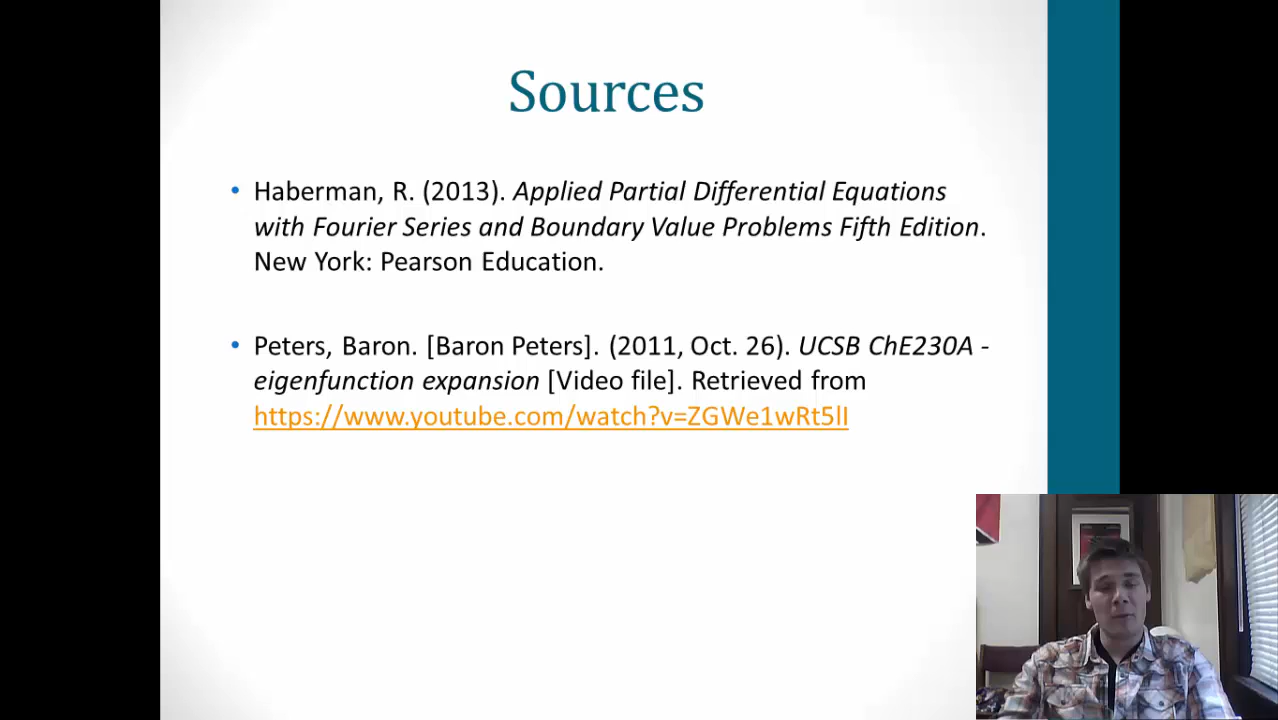 Sources
• Haberman, R. (2013). Applied Partial Differential Equations
with Fourier Series and Boundary Value Problems Fifth Edition.
New York: Pearson Education.
• Peters, Baron. [Baron Peters]. (2011, Oct. 26). UCSB ChE230A -
eigenfunction expansion [Video file]. Retrieved from
https://www.youtube.com/watch?v=ZGWe1wRt5lI